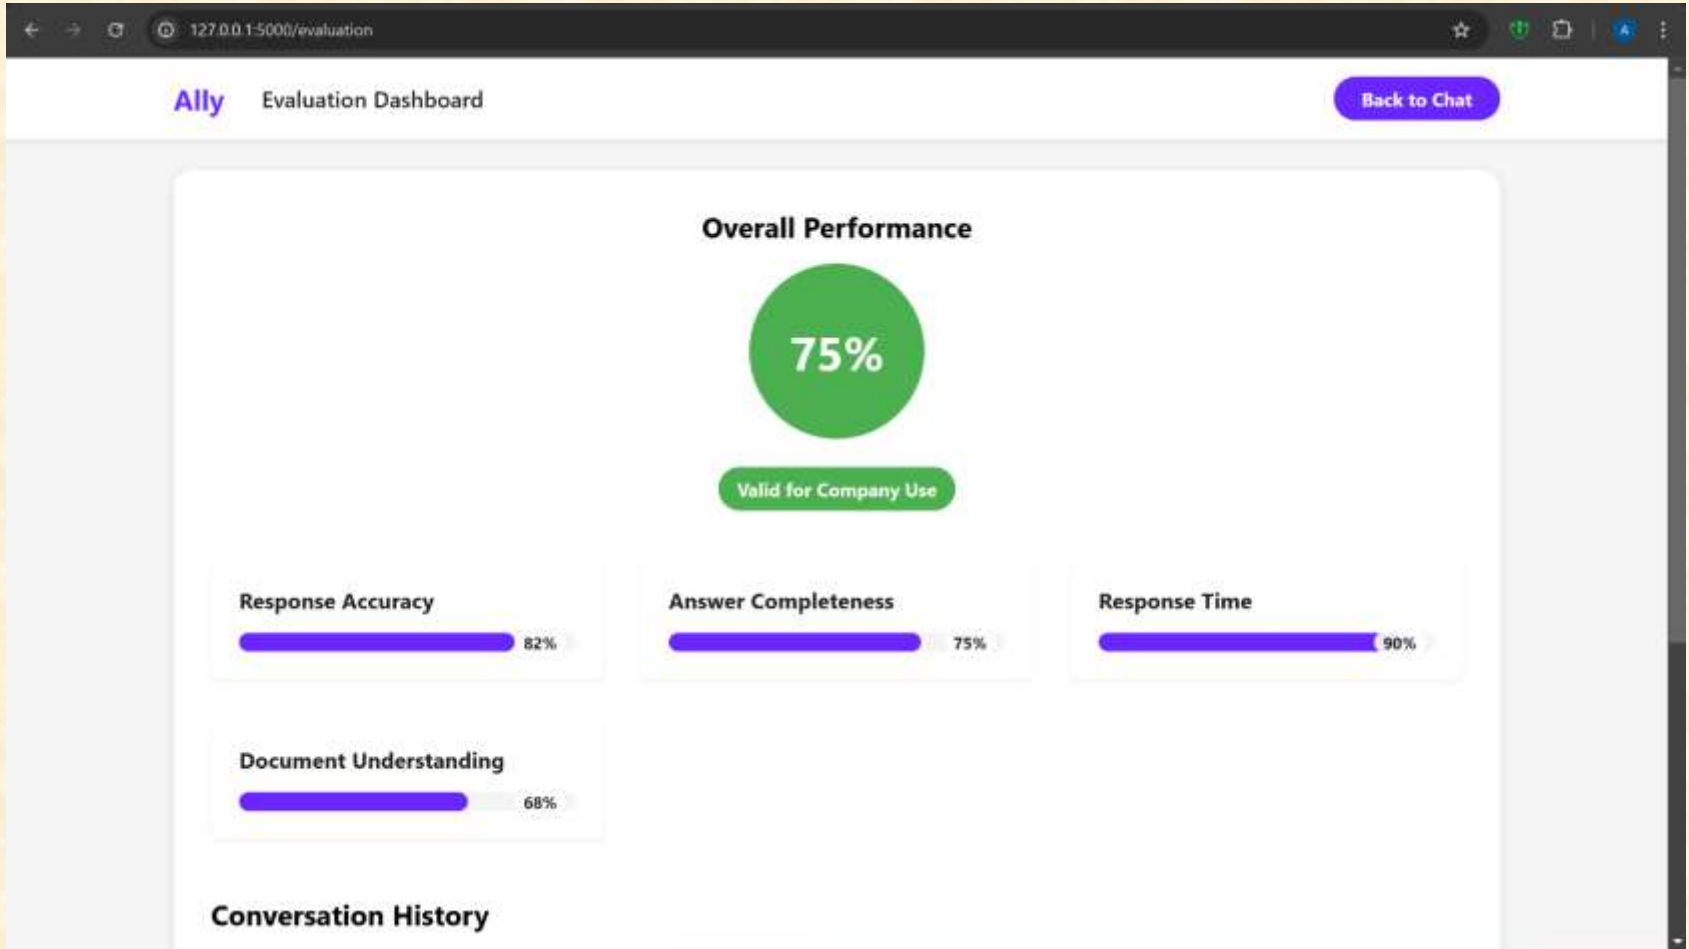 127.0.0.1:5000/evaluation
A
Ally Evaluation Dashboard
Back to Chat
Overall Performance
75%
Valid for Company Use
Response Accuracy
82%
Answer Completeness
75%
Response Time
90%
Document Understanding
68%
Conversation History